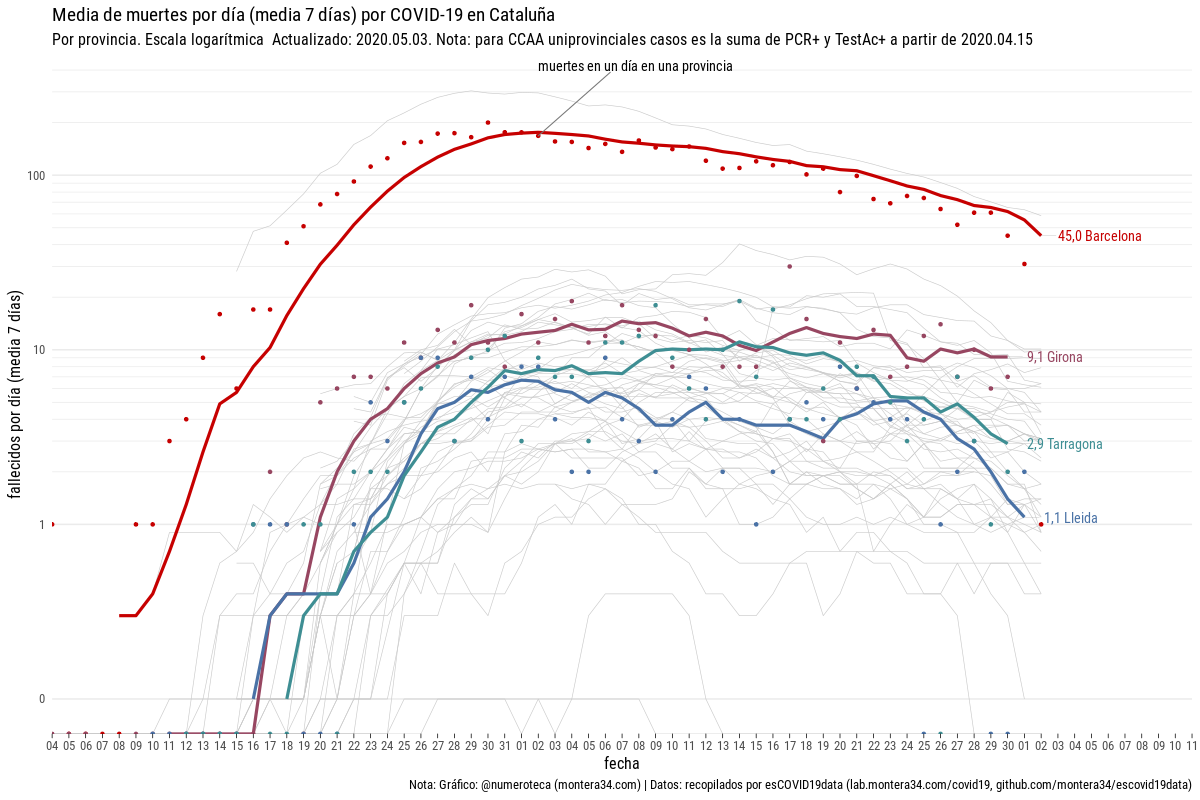 Media de muertes por día (media 7 días) por COVID-19 en Cataluña
Por provincia. Escala logarítmica  Actualizado: 2020.05.03. Nota: para CCAA uniprovinciales casos es la suma de PCR+ y TestAc+ a partir de 2020.04.15
muertes en un día en una provincia
fallecidos por día (media  7 días)
100
10
1
0
45,0 Barcelona
9,1 Girona
2,9 Tarragona
1,1 Lleida
04 05 06 07 08 09 10 11 12 13 14 15 16 17 18 19 20 21 22 23 24 25 26 27 28 29 30 31 01 02 03 04 05 06 07 08 09 10 11 12 13 14 15 16 17 18 19 20 21 22 23 24 25 26 27 28 29 30 01 02 03 04 05 06 07 08 09 10 11
fecha
Nota: Gráfico: @numeroteca (montera34.com) | Datos: recopilados por esCOVID19data (lab.montera34.com/covid19, github.com/montera34/escovid19data)